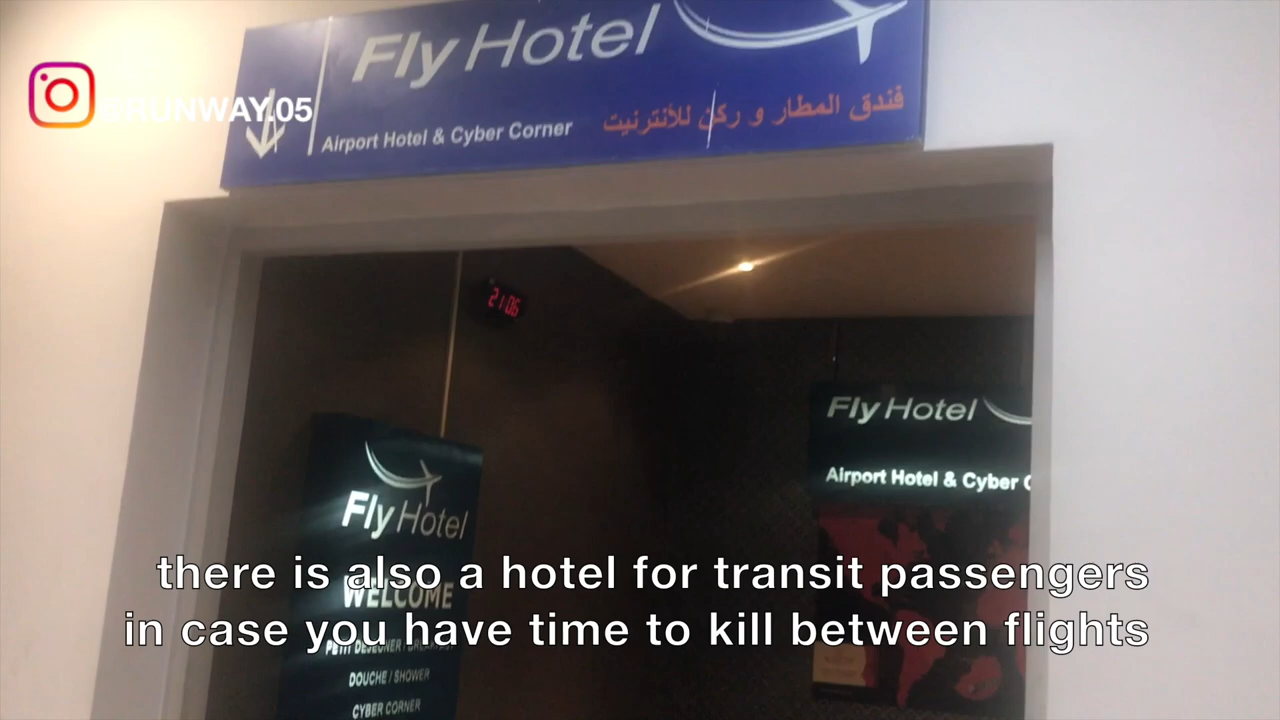 @RUNWAY.05
Fly Hotel
Airport Hotel & Cyber Corner
فندق المطار و ركن للأنترنيت
21:06
Fly Hotel
Airport Hotel & Cyber C
Fly Hotel
WELCOME
PETIT DEJEUNER / BREAKFAST
DOUCHE / SHOWER
CYBER CORNER
there is also a hotel for transit passengers
in case you have time to kill between flights